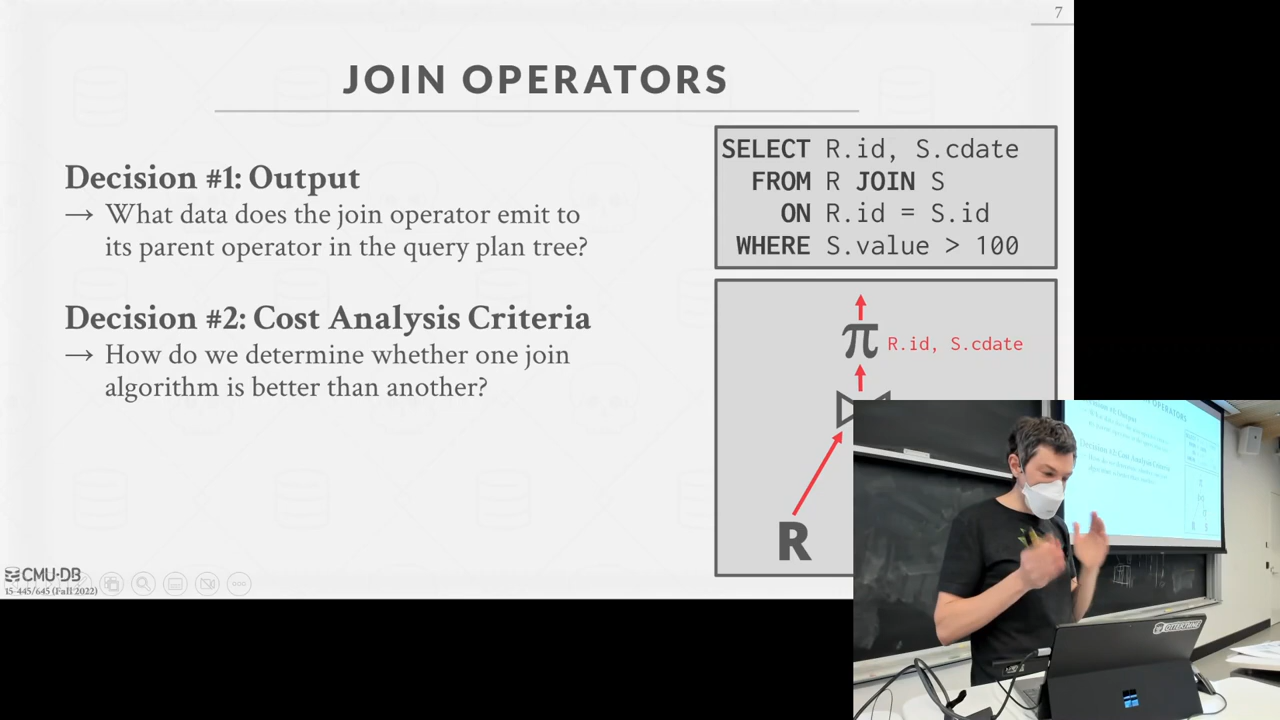 7
JOIN OPERATORS
Decision #1: Output
→ What data does the join operator emit to
its parent operator in the query plan tree?
Decision #2: Cost Analysis Criteria
→ How do we determine whether one join
algorithm is better than another?
SELECT R.id, S.cdate
FROM R JOIN S
ON R.id = S.id
WHERE S.value > 100
π R.id, S.cdate
R
CMU·DB
15-445/645 (Fall 2022)